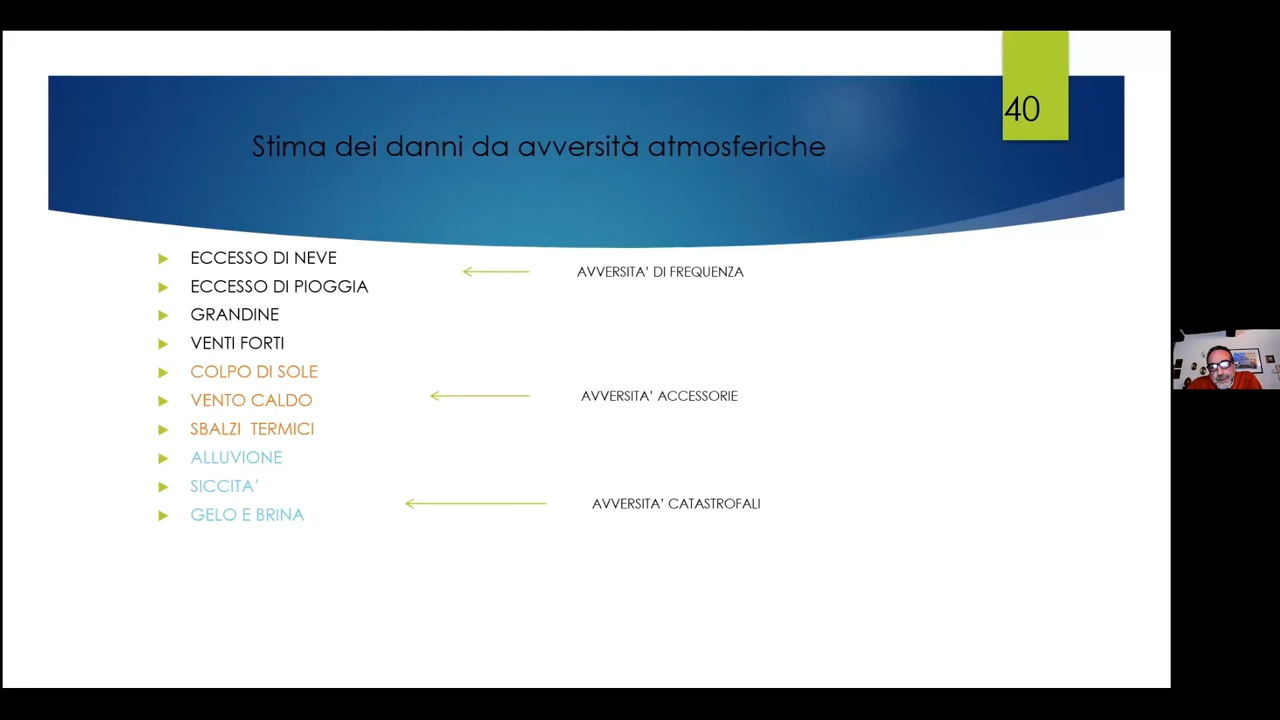 40
Stima dei danni da avversità atmosferiche
ECCESSO DI NEVE
AVVERSITA' DI FREQUENZA
ECCESSO DI PIOGGIA
GRANDINE
VENTI FORTI
COLPO DI SOLE
VENTO CALDO
AVVERSITA' ACCESSORIE
SBALZI TERMICI
ALLUVIONE
SICCITA'
AVVERSITA' CATASTROFALI
GELO E BRINA